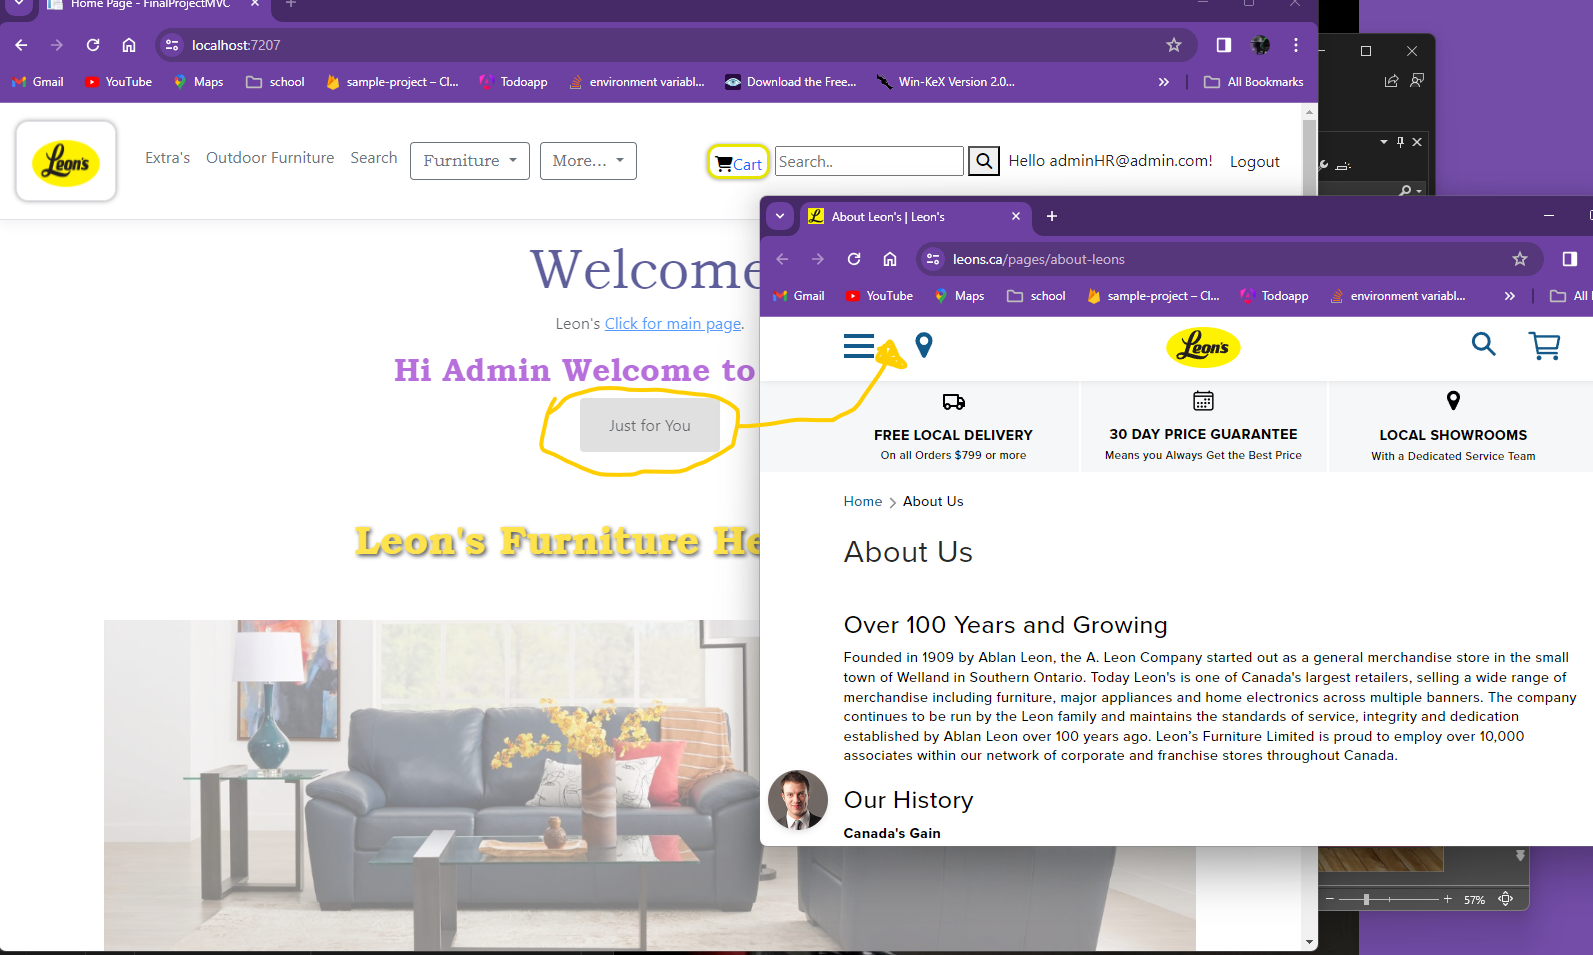 Home Page - FinalProjectMVC
localhost:7207
Gmail YouTube Maps school sample-project – Cl... Todoapp environment variabl... Download the Free... Win-KeX Version 2.0... » All Bookmarks
Leon's
Extra's Outdoor Furniture Search Furniture More... Cart Search.. Hello adminHR@admin.com! Logout
Welcome
Leon's Click for main page.
Hi Admin Welcome to
Just for You
Leon's Furniture He
About Leon's | Leon's
leons.ca/pages/about-leons
Gmail YouTube Maps school sample-project – Cl... Todoapp environment variabl... » All
Leon's
FREE LOCAL DELIVERY
On all Orders $799 or more
30 DAY PRICE GUARANTEE
Means you Always Get the Best Price
LOCAL SHOWROOMS
With a Dedicated Service Team
Home > About Us
About Us
Over 100 Years and Growing
Founded in 1909 by Ablan Leon, the A. Leon Company started out as a general merchandise store in the small
town of Welland in Southern Ontario. Today Leon's is one of Canada's largest retailers, selling a wide range of
merchandise including furniture, major appliances and home electronics across multiple banners. The company
continues to be run by the Leon family and maintains the standards of service, integrity and dedication
established by Ablan Leon over 100 years ago. Leon’s Furniture Limited is proud to employ over 10,000
associates within our network of corporate and franchise stores throughout Canada.
Our History
Canada's Gain
57%